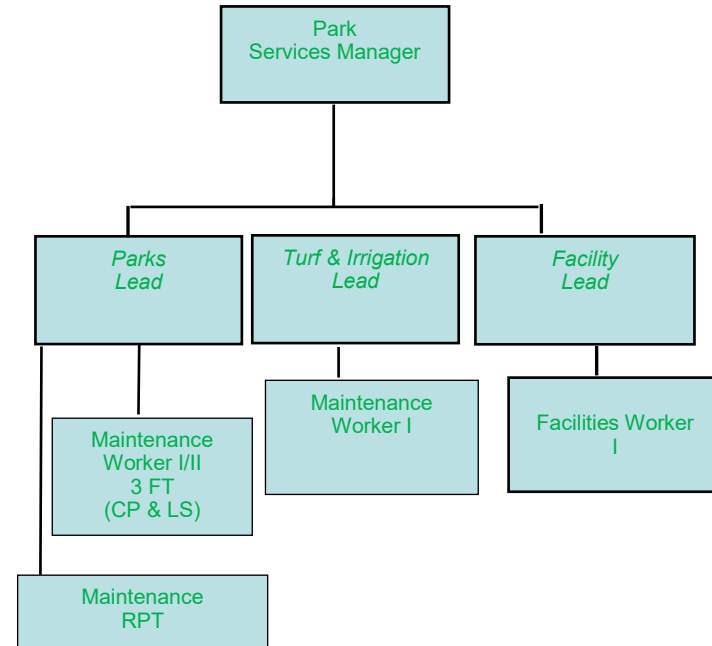 Park
Services Manager
Parks
Lead
Turf & Irrigation
Lead
Facility
Lead
Maintenance
Worker I/II
3 FT
(CP & LS)
Maintenance
Worker I
Facilities Worker
I
Maintenance
RPT